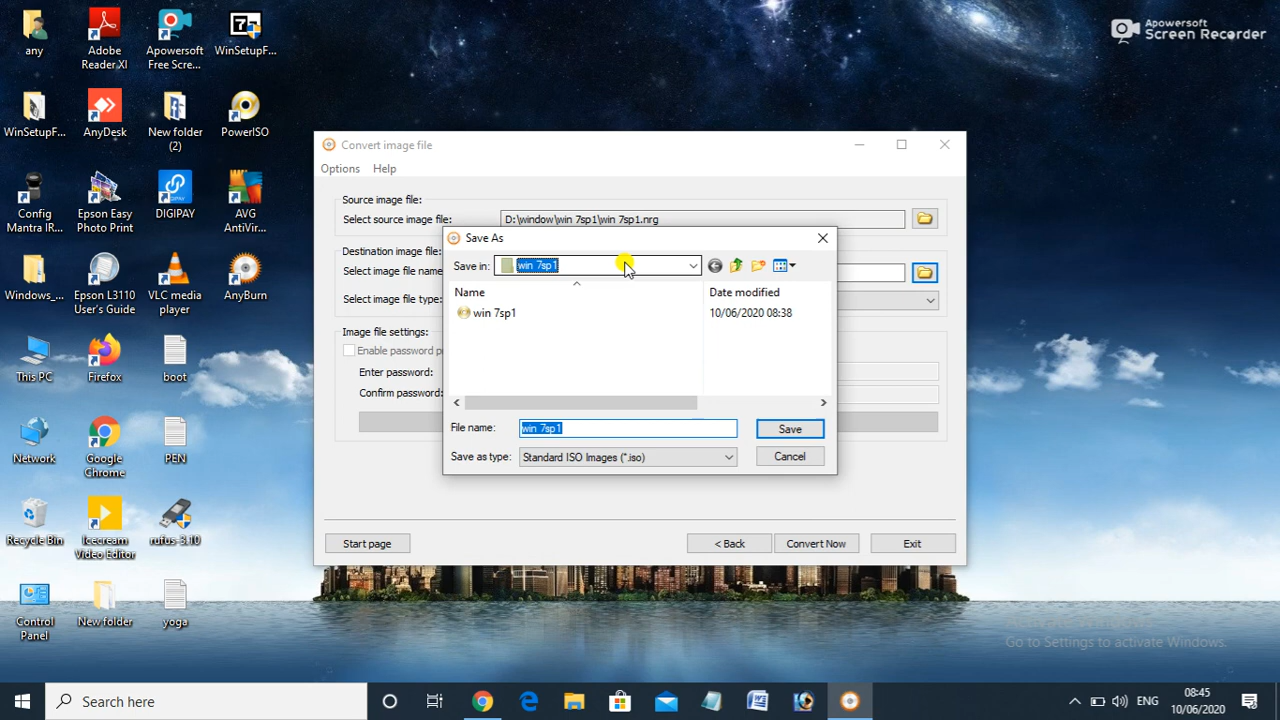 any
Adobe
Reader XI
Apowersoft
Free Scre...
WinSetupF...
WinSetupF...
AnyDesk
New folder
(2)
PowerISO
Config
Mantra IR...
Epson Easy
Photo Print
DIGIPAY
AVG
AntiVir...
Windows_...
Epson L3110
User's Guide
VLC media
player
AnyBurn
This PC
Firefox
boot
Network
Google
Chrome
PEN
Recycle Bin
Icecream
Video Editor
rufus-3.10
Control
Panel
New folder
yoga
Apowersoft
Screen Recorder
Convert image file
Options Help
Source image file:
Select source image file: D:\window\win 7sp1\win 7sp1.nrg
Destination image file:
Select image file name
Select image file type:
Image file settings:
Enable password p
Enter password:
Confirm password:
Save As
Save in: win 7sp1
Name Date modified
win 7sp1 10/06/2020 08:38
File name: win 7sp1 Save
Save as type: Standard ISO Images (*.iso) Cancel
Start page < Back Convert Now Exit
Go to Settings to activate Windows.
Search here
ENG
08:45
10/06/2020